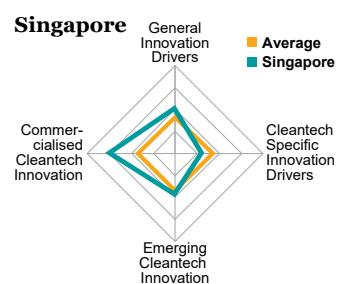 Singapore
General
Innovation
Drivers
Average
Singapore
Commer-
cialised
Cleantech
Innovation
Cleantech
Specific
Innovation
Drivers
Emerging
Cleantech
Innovation